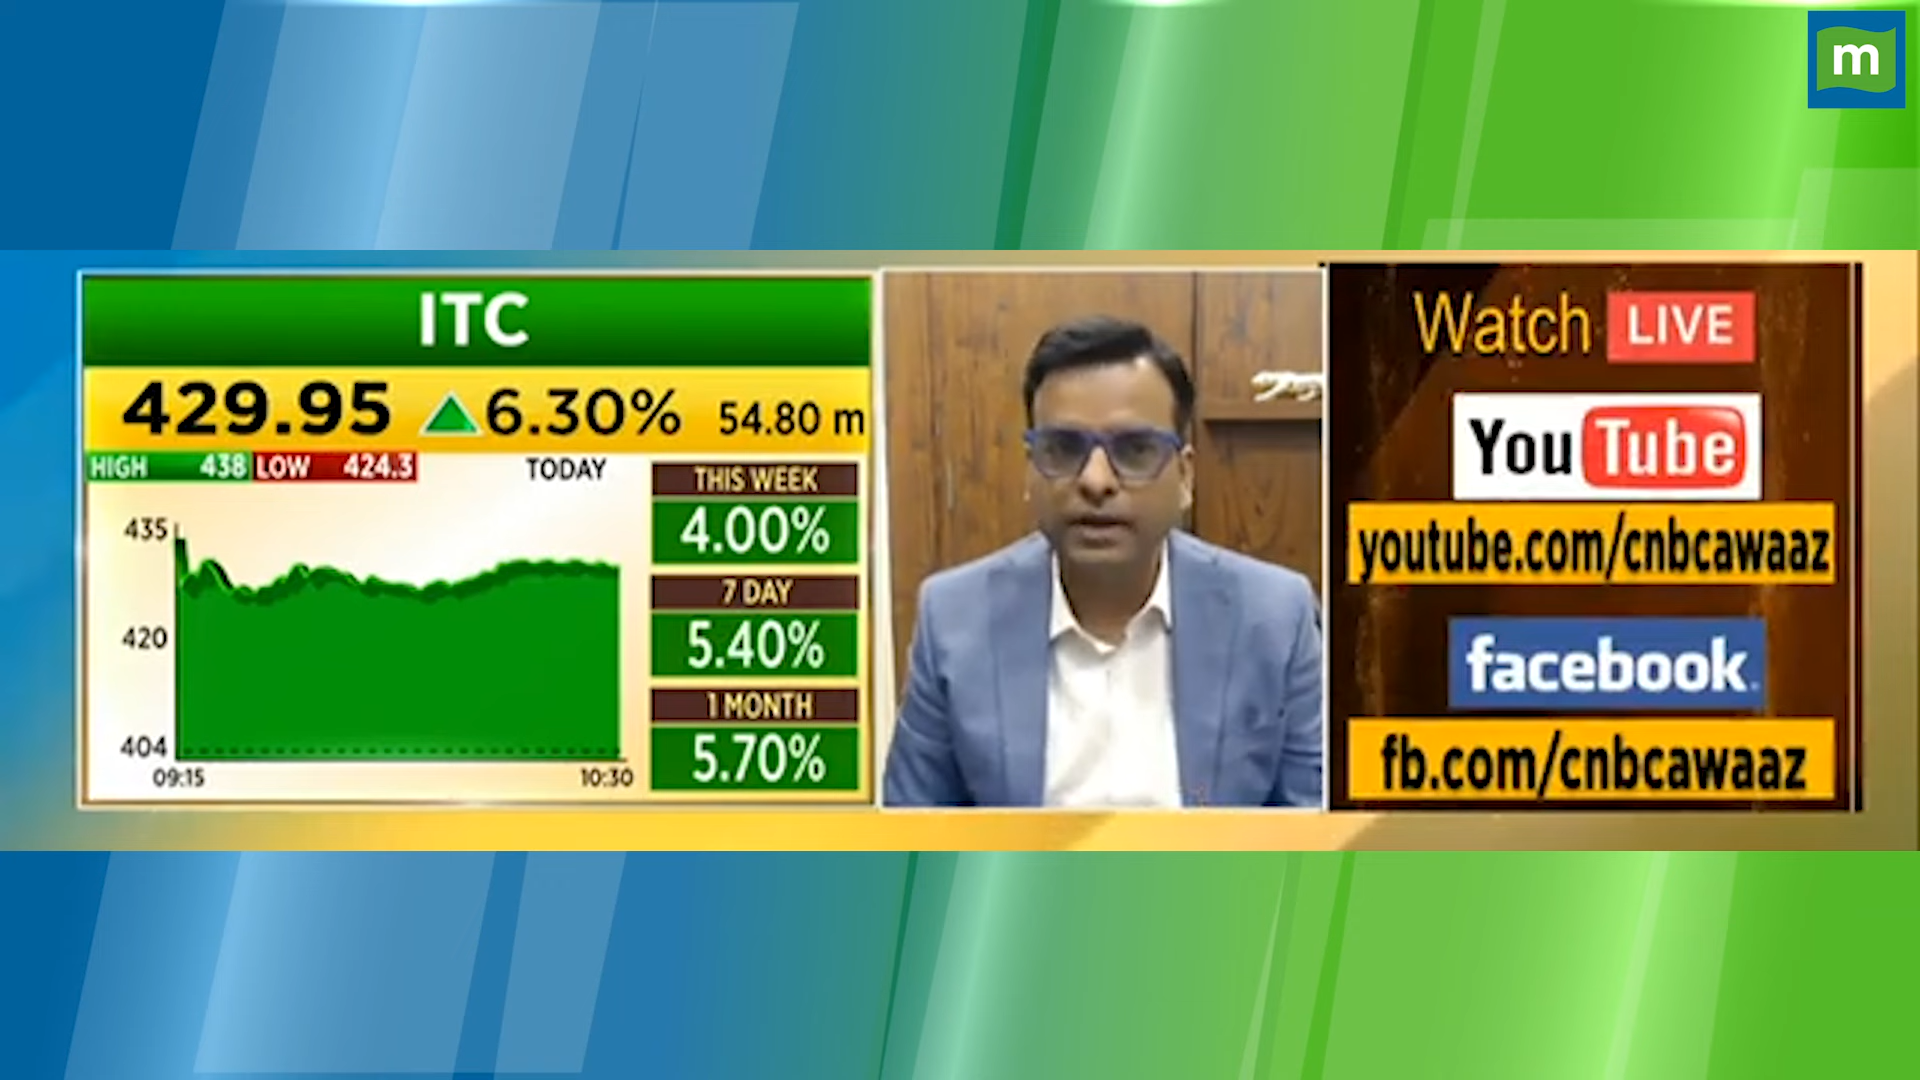 m
ITC
429.95 ▲ 6.30% 54.80 m
HIGH 438 LOW 424.3
TODAY
435
420
404
09:15 10:30
THIS WEEK
4.00%
7 DAY
5.40%
1 MONTH
5.70%
Watch LIVE
YouTube
youtube.com/cnbcawaaz
facebook.
fb.com/cnbcawaaz